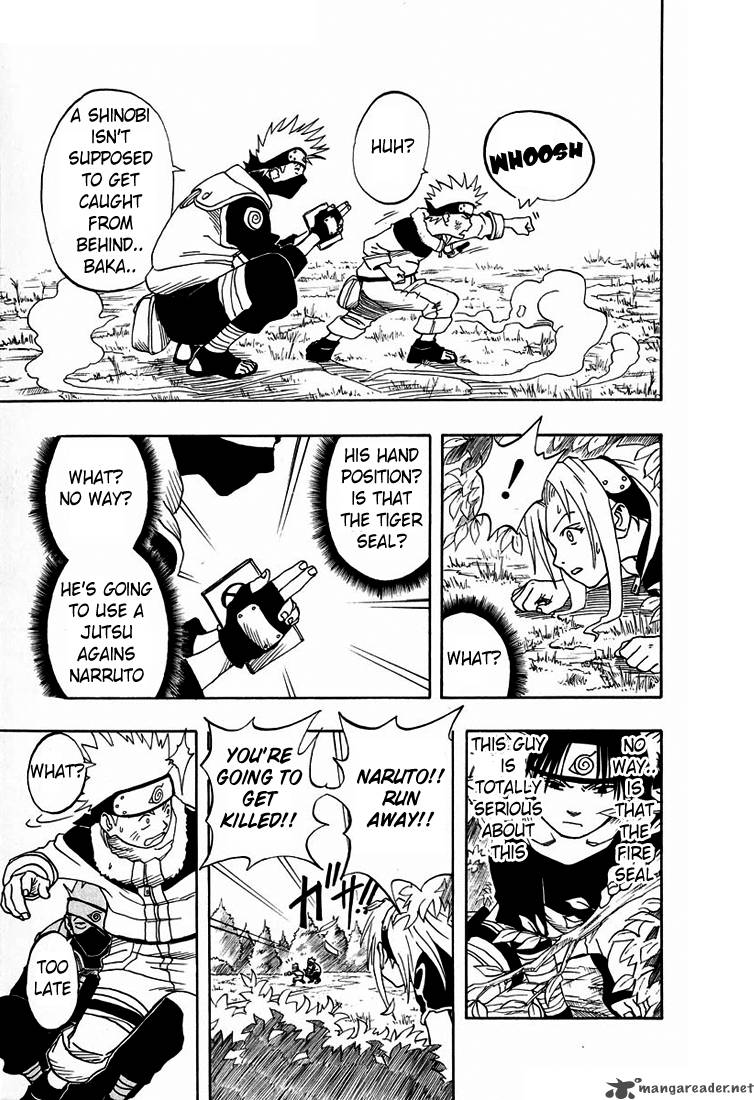 WHOOSH
HUH?
A SHINOBI
ISN'T
SUPPOSED
TO GET
CAUGHT
FROM
BEHIND..
BAKA..
!
WHAT?
HIS HAND
POSITION?
IS THAT
THE TIGER
SEAL?
WHAT?
NO WAY?
HE'S GOING
TO USE A
JUTSU
AGAINS
NARRUTO
NO
WAY..
IS
THAT
THE
FIRE
SEAL
THIS GUY
IS
TOTALLY
SERIOUS
ABOUT
THIS
NARUTO!!
RUN
AWAY!!
YOU'RE
GOING TO
GET
KILLED!!
ガサ!!
WHAT?
TOO
LATE
mangareader.net